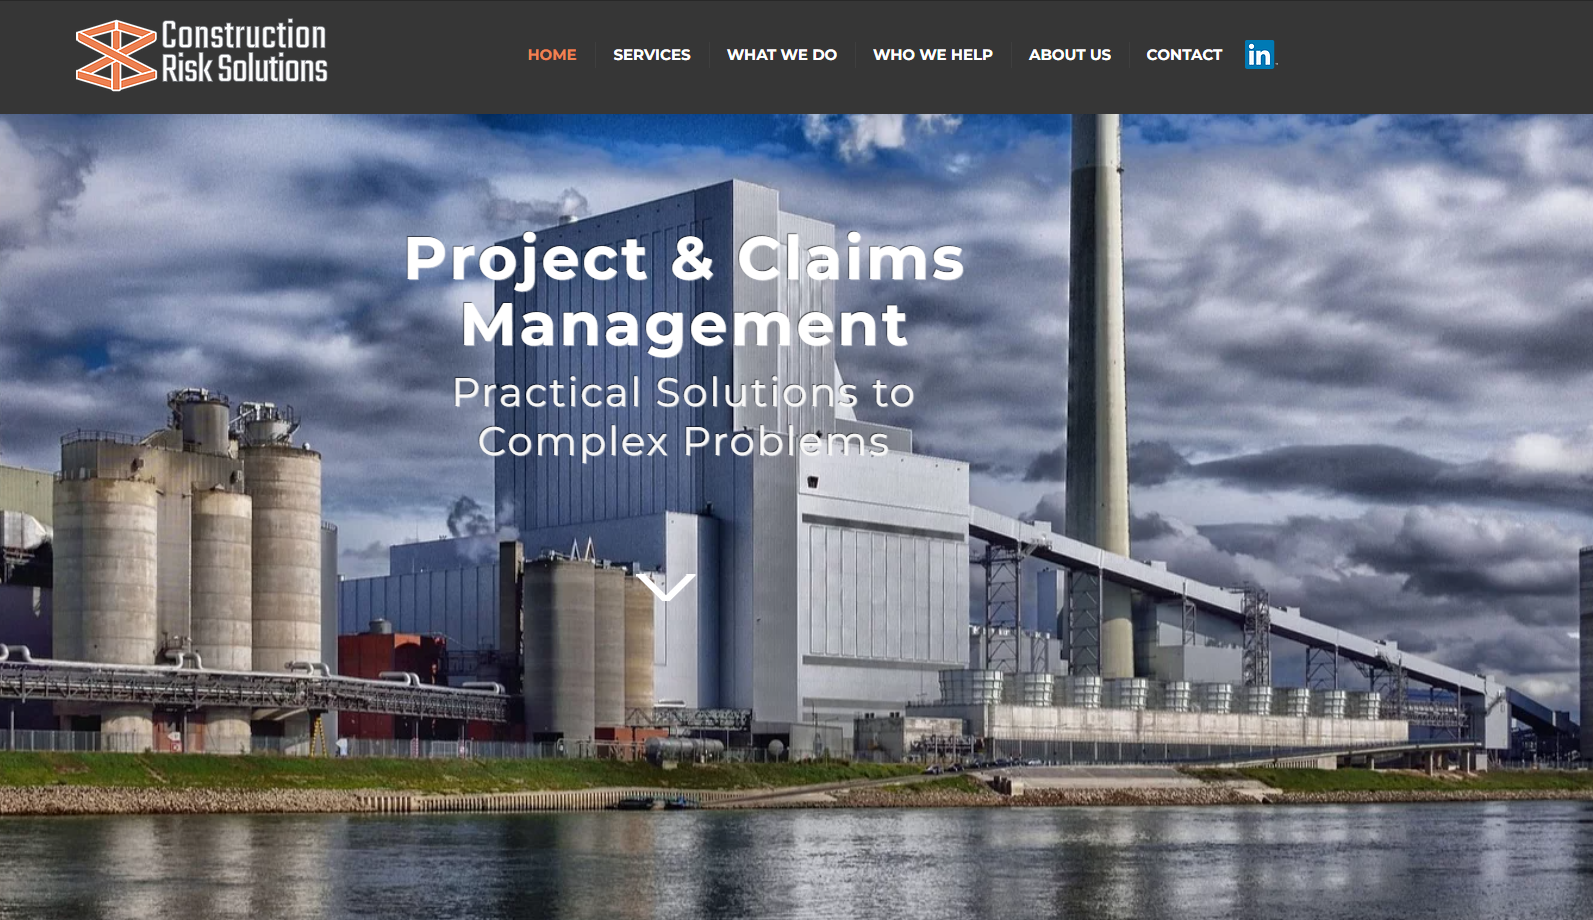 Construction
Risk Solutions
HOME
SERVICES
WHAT WE DO
WHO WE HELP
ABOUT US
CONTACT
in
Project & Claims
Management
Practical Solutions to
Complex Problems